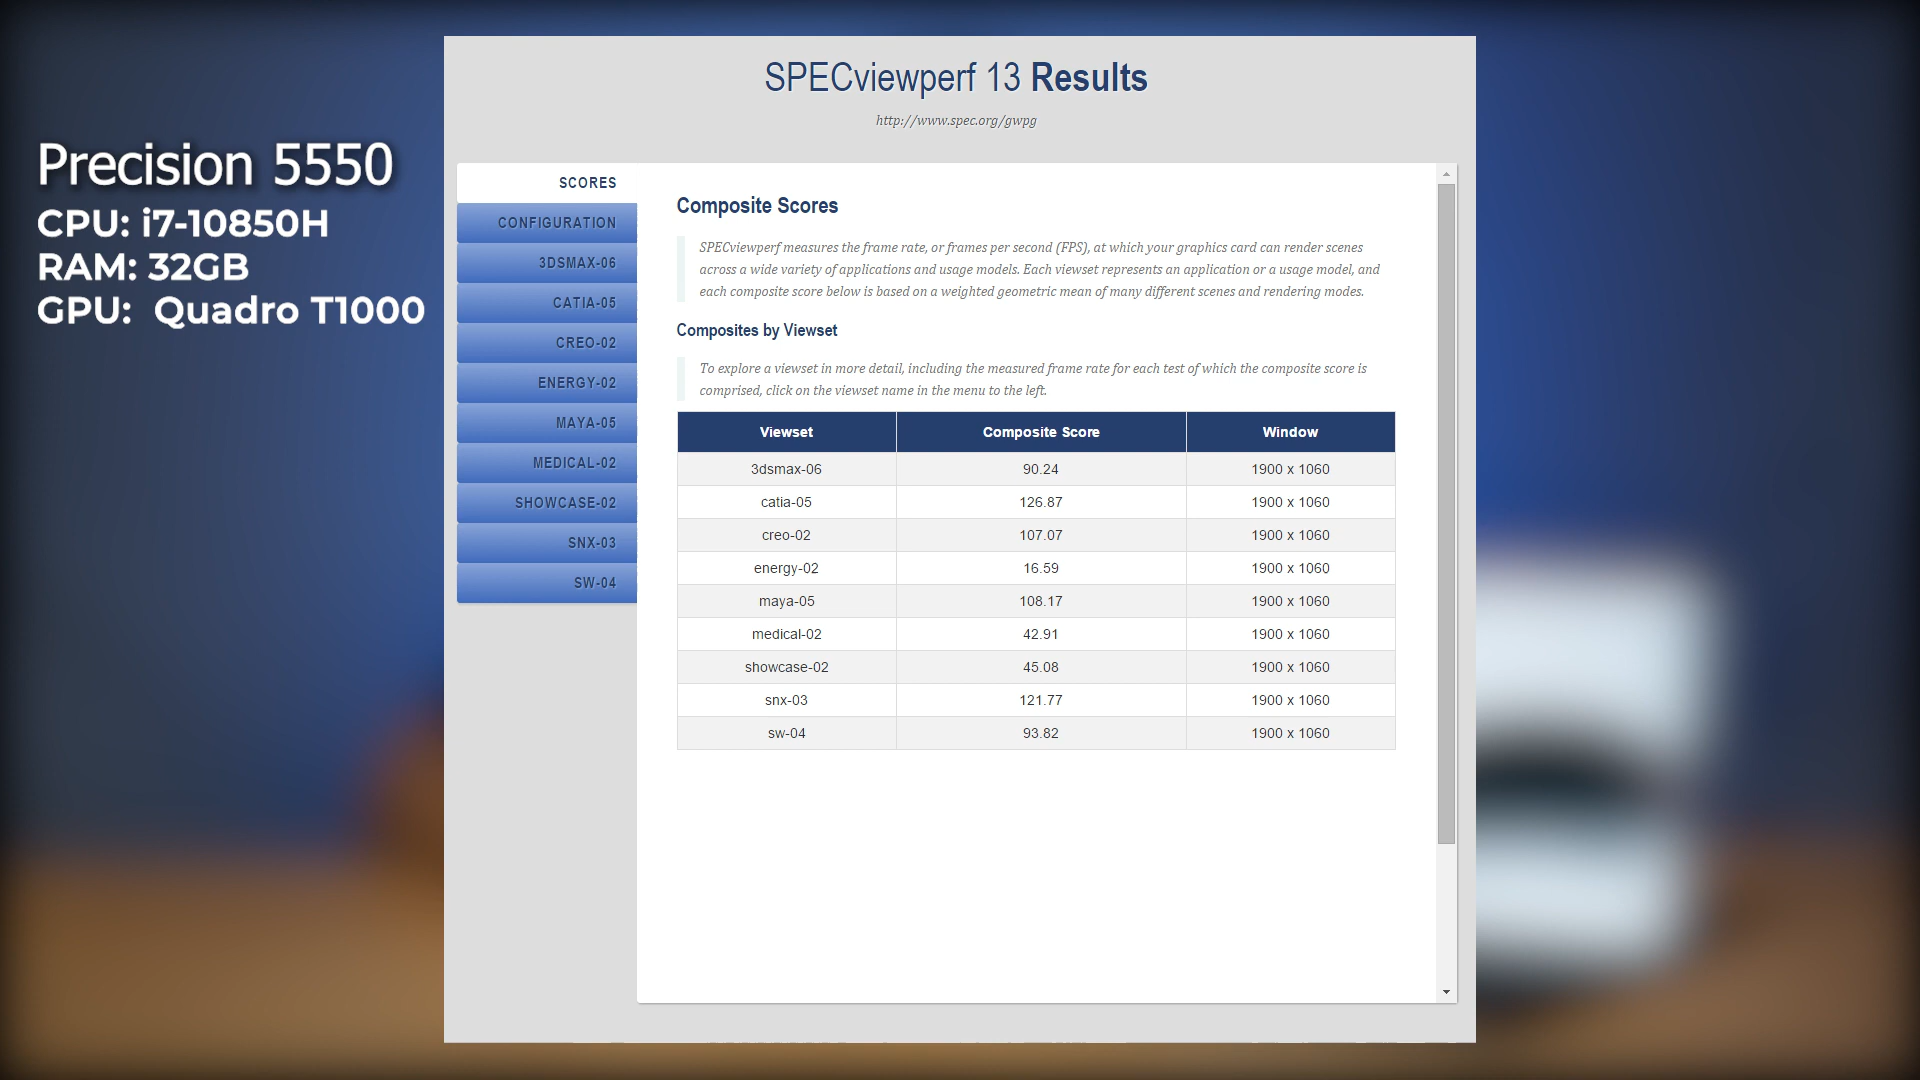 Precision 5550
CPU: i7-10850H
RAM: 32GB
GPU: Quadro T1000
SPECviewperf 13 Results
http://www.spec.org/gwpg
SCORES
CONFIGURATION
3DSMAX-06
CATIA-05
CREO-02
ENERGY-02
MAYA-05
MEDICAL-02
SHOWCASE-02
SNX-03
SW-04
Composite Scores
SPECviewperf measures the frame rate, or frames per second (FPS), at which your graphics card can render scenes
across a wide variety of applications and usage models. Each viewset represents an application or a usage model, and
each composite score below is based on a weighted geometric mean of many different scenes and rendering modes.
Composites by Viewset
To explore a viewset in more detail, including the measured frame rate for each test of which the composite score is
comprised, click on the viewset name in the menu to the left.
Viewset Composite Score Window
3dsmax-06 90.24 1900 x 1060
catia-05 126.87 1900 x 1060
creo-02 107.07 1900 x 1060
energy-02 16.59 1900 x 1060
maya-05 108.17 1900 x 1060
medical-02 42.91 1900 x 1060
showcase-02 45.08 1900 x 1060
snx-03 121.77 1900 x 1060
sw-04 93.82 1900 x 1060